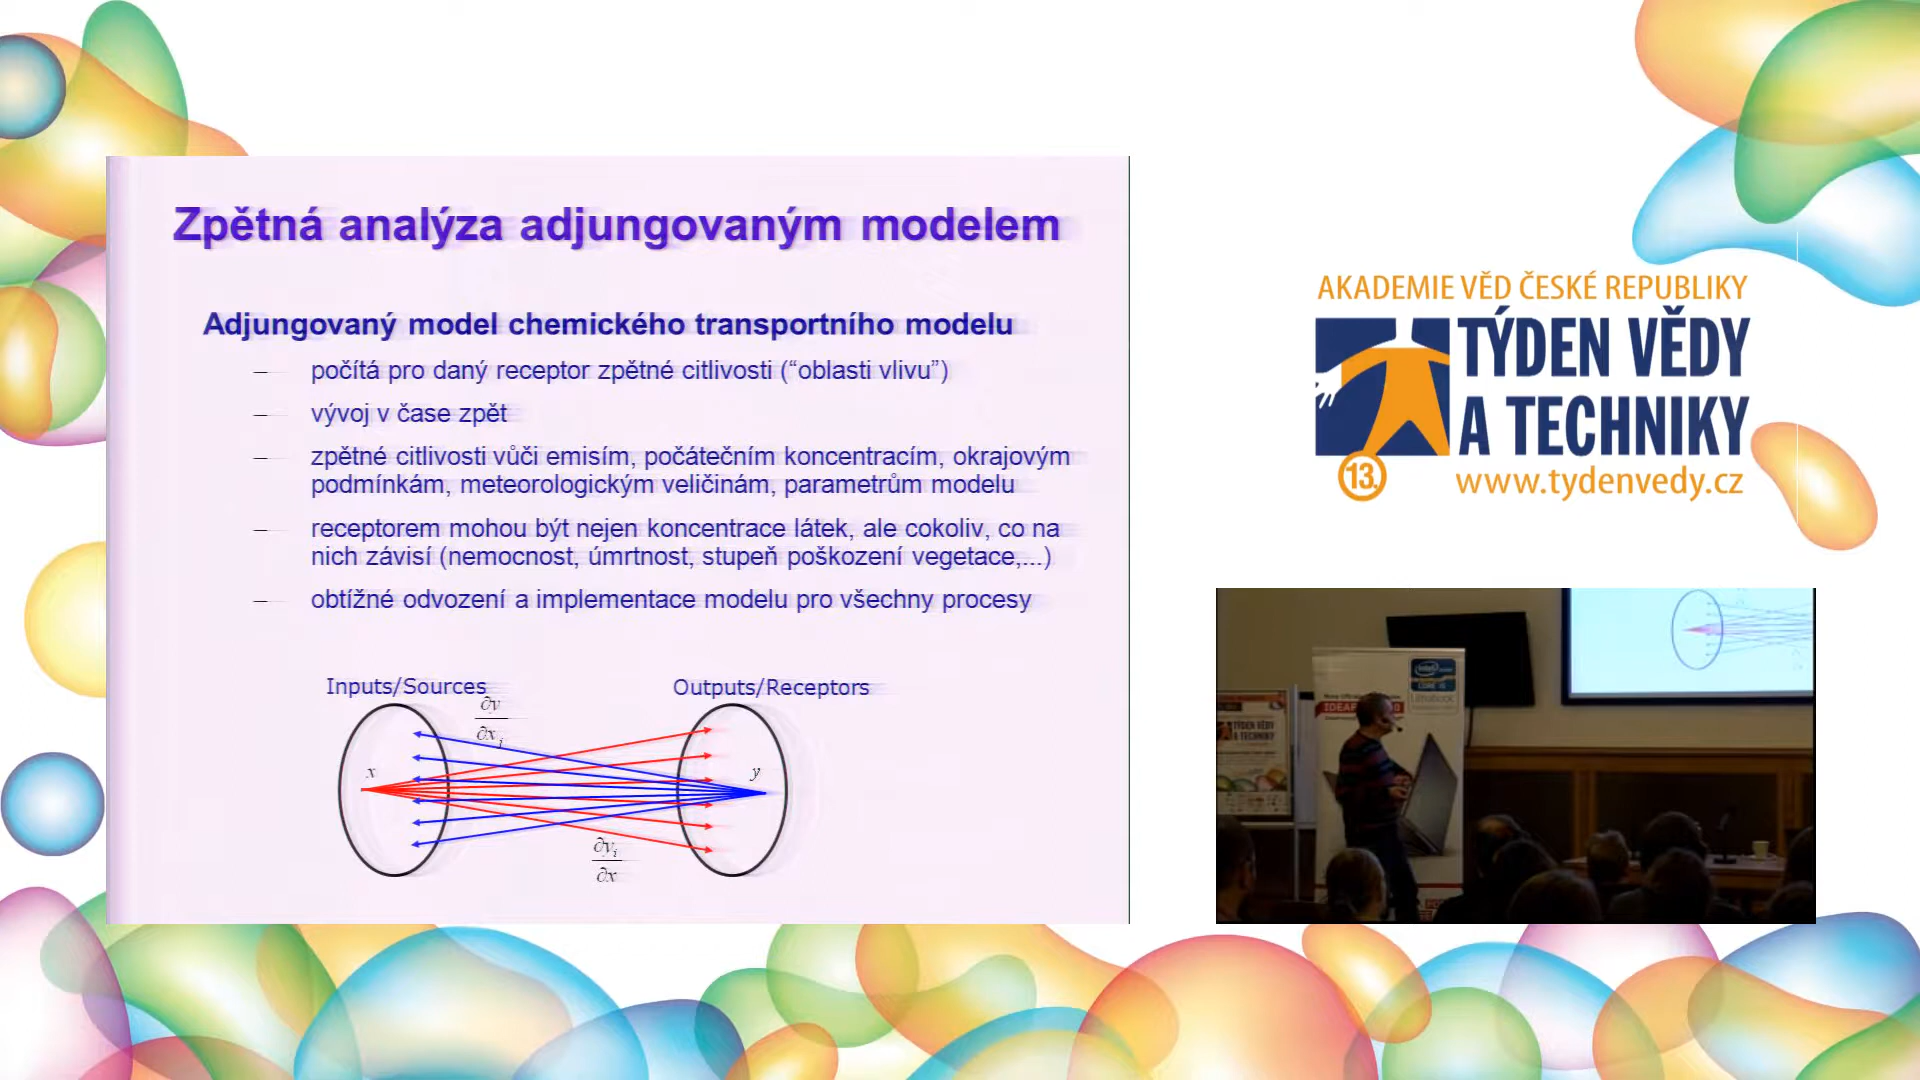 Zpětná analýza adjungovaným modelem
Adjungovaný model chemického transportního modelu
– počítá pro daný receptor zpětné citlivosti (“oblasti vlivu”)
– vývoj v čase zpět
– zpětné citlivosti vůči emisím, počátečním koncentracím, okrajovým
podmínkám, meteorologickým veličinám, parametrům modelu
– receptorem mohou být nejen koncentrace látek, ale cokoliv, co na
nich závisí (nemocnost, úmrtnost, stupeň poškození vegetace,...)
– obtížné odvození a implementace modelu pro všechny procesy
Inputs/Sources
Outputs/Receptors
∂y
∂x i
x
y
∂y i
∂x
AKADEMIE VĚD ČESKÉ REPUBLIKY
TÝDEN VĚDY
A TECHNIKY
13.
www.tydenvedy.cz
TÝDEN VĚDY
A TECHNIKY